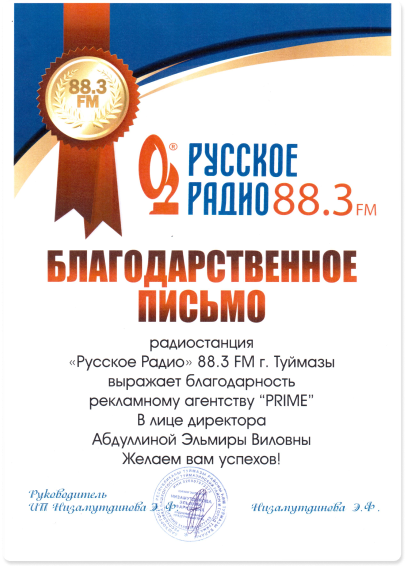 88.3
FM
РУССКОЕ
РАДИО 88.3 FM
БЛАГОДАРСТВЕННОЕ
ПИСЬМО
радиостанция
«Русское Радио» 88.3 FM г. Туймазы
выражает благодарность
рекламному агентству “PRIME”
В лице директора
Абдуллиной Эльмиры Виловны
Желаем вам успехов!
Руководитель
ИП Низамутдинова Э.Ф.
Низамутдинова Э.Ф.